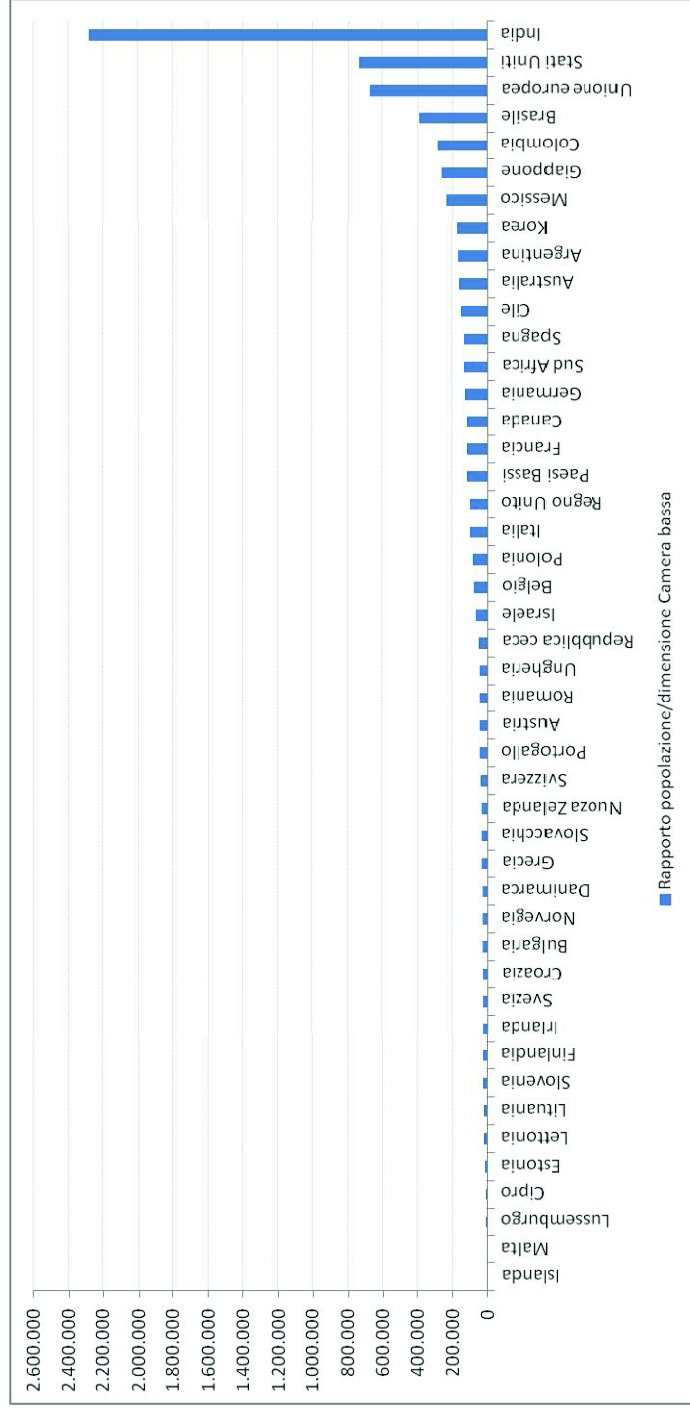 2.600.000
2.400.000
2.200.000
2.000.000
1.800.000
1.600.000
1.400.000
1.200.000
1.000.000
800.000
600.000
400.000
200.000
0
Islanda
Malta
Lussemburgo
Cipro
Estonia
Lettonia
Lituania
Slovenia
Finlandia
Irlanda
Svezia
Croazia
Bulgaria
Norvegia
Danimarca
Grecia
Slovacchia
Nuoza Zelanda
Svizzera
Portogallo
Austria
Romania
Ungheria
Repubblica ceca
Israele
Belgio
Polonia
Italia
Regno Unito
Paesi Bassi
Francia
Canada
Germania
Sud Africa
Spagna
Cile
Australia
Argentina
Korea
Messico
Giappone
Colombia
Brasile
Unione europea
Stati Uniti
India
Rapporto popolazione/dimensione Camera bassa